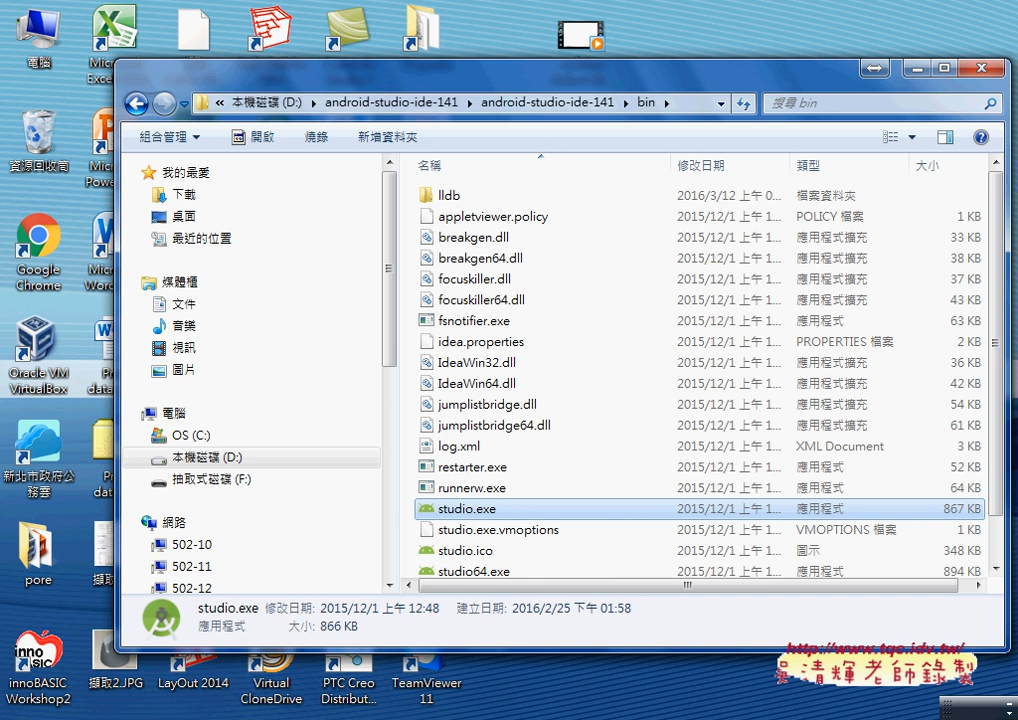 電腦
Micr
Excel
« 本機磁碟 (D:) ▸ android-studio-ide-141 ▸ android-studio-ide-141 ▸ bin ▸
搜尋 bin
組合管理 ▼
開啟
燒錄
新增資料夾
名稱
修改日期
類型
大小
我的最愛
下載
桌面
最近的位置
媒體櫃
文件
音樂
視訊
圖片
電腦
OS (C:)
本機磁碟 (D:)
抽取式磁碟 (F:)
網路
502-10
502-11
502-12
lldb 2016/3/12 上午 0... 檔案資料夾
appletviewer.policy 2015/12/1 上午 1... POLICY 檔案 1 KB
breakgen.dll 2015/12/1 上午 1... 應用程式擴充 33 KB
breakgen64.dll 2015/12/1 上午 1... 應用程式擴充 38 KB
focuskiller.dll 2015/12/1 上午 1... 應用程式擴充 37 KB
focuskiller64.dll 2015/12/1 上午 1... 應用程式擴充 43 KB
fsnotifier.exe 2015/12/1 上午 1... 應用程式 63 KB
idea.properties 2015/12/1 上午 1... PROPERTIES 檔案 2 KB
IdeaWin32.dll 2015/12/1 上午 1... 應用程式擴充 36 KB
IdeaWin64.dll 2015/12/1 上午 1... 應用程式擴充 42 KB
jumplistbridge.dll 2015/12/1 上午 1... 應用程式擴充 54 KB
jumplistbridge64.dll 2015/12/1 上午 1... 應用程式擴充 61 KB
log.xml 2015/12/1 上午 1... XML Document 3 KB
restarter.exe 2015/12/1 上午 1... 應用程式 52 KB
runnerw.exe 2015/12/1 上午 1... 應用程式 64 KB
studio.exe 2015/12/1 上午 1... 應用程式 867 KB
studio.exe.vmoptions 2015/12/1 上午 1... VMOPTIONS 檔案 1 KB
studio.ico 2015/12/1 上午 1... 圖示 348 KB
studio64.exe 2015/12/1 上午 1... 應用程式 894 KB
studio.exe 修改日期: 2015/12/1 上午 12:48 建立日期: 2016/2/25 下午 01:58
應用程式 大小: 866 KB
資源回收筒
Micr
Powe
Google
Chrome
Micr
Word
Oracle VM
VirtualBox
Pr
data
新北市政府公
務雲
Pr
dat
pore
擷取
innoBASIC
Workshop2
擷取2.JPG
LayOut 2014
Virtual
CloneDrive
PTC Creo
Distribut...
TeamViewer
11
http://www.tqc.idv.tw/
吳清輝老師錄製